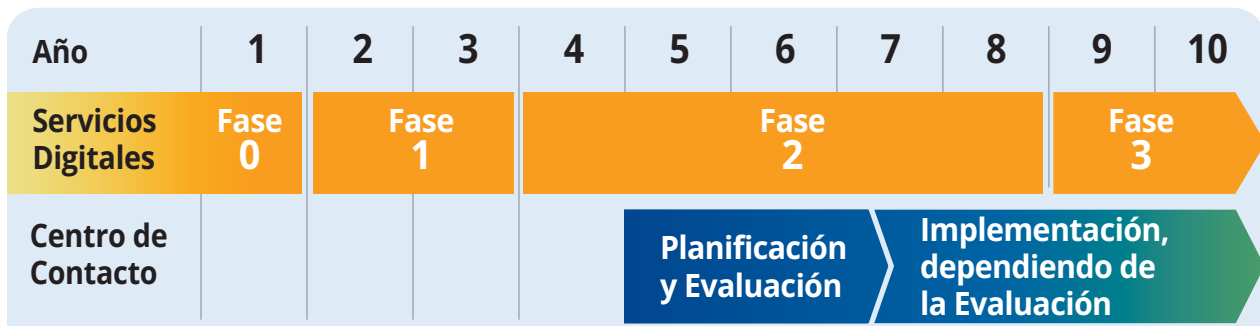 Año 1 2 3 4 5 6 7 8 9 10
Servicios
Digitales
Fase
0
Fase
1
Fase
2
Fase
3
Centro de
Contacto
Planificación
y Evaluación
Implementación,
dependiendo de
la Evaluación